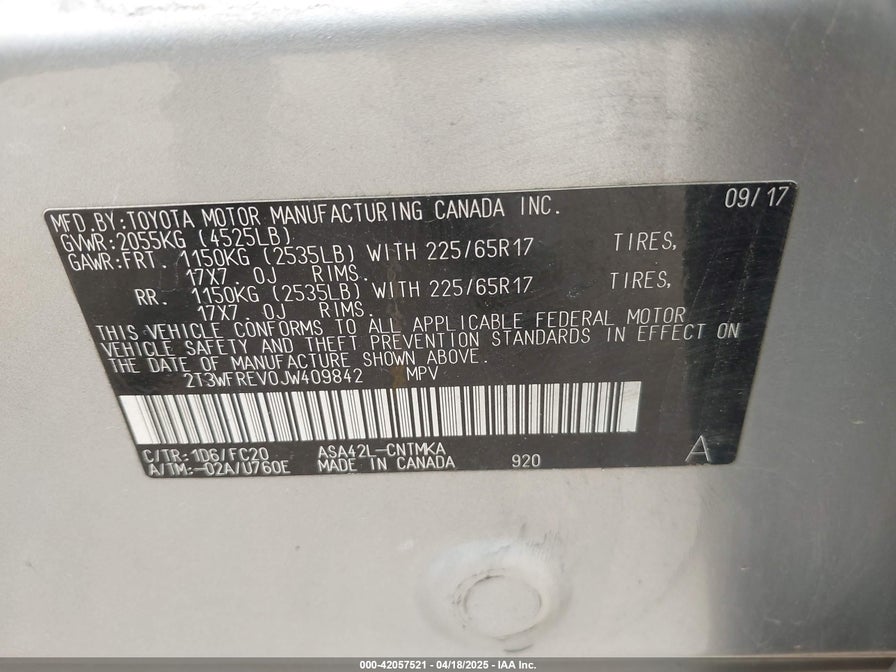 MFD.BY:TOYOTA MOTOR MANUFACTURING CANADA INC. 09/17
GVWR:2055KG (4525LB)
GAWR:FRT. 1150KG (2535LB) WITH 225/65R17 TIRES,
17X7.0J RIMS.
RR. 1150KG (2535LB) WITH 225/65R17 TIRES,
17X7.0J RIMS.
THIS VEHICLE CONFORMS TO ALL APPLICABLE FEDERAL MOTOR
VEHICLE SAFETY AND THEFT PREVENTION STANDARDS IN EFFECT ON
THE DATE OF MANUFACTURE SHOWN ABOVE.
2T3WFREV0JW409842 MPV
C/TR:1D6/FC20 ASA42L-CNTMKA
A/TM:-02A/U760E MADE IN CANADA 920 A
000-42057521 - 04/18/2025 - IAA Inc.